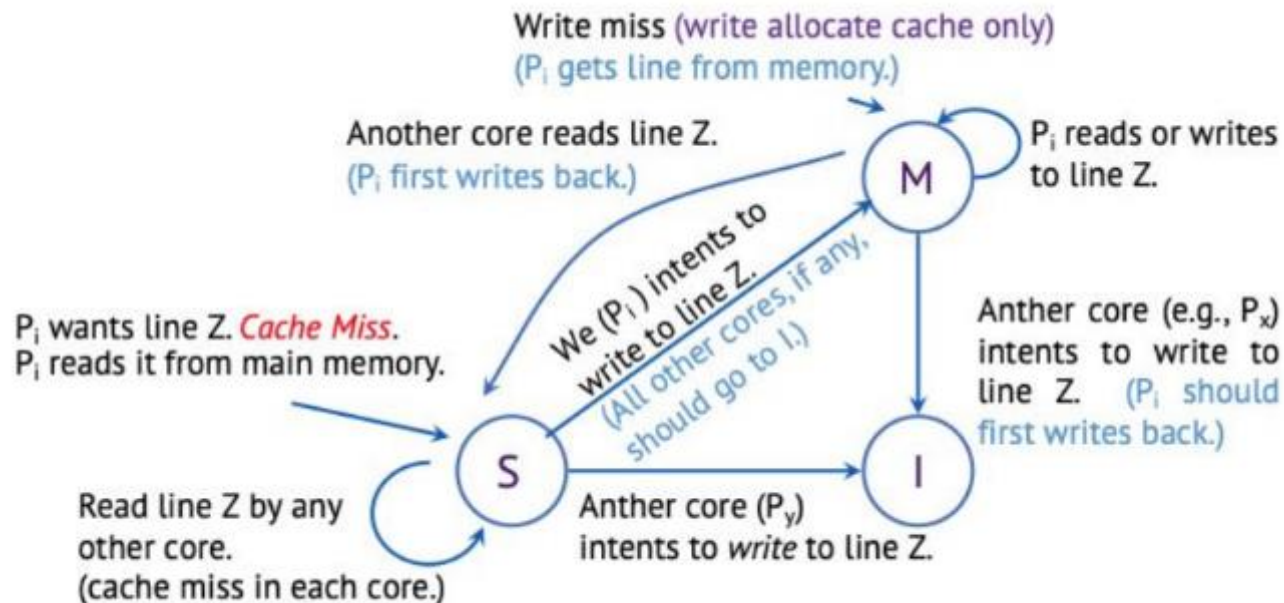 Write miss (write allocate cache only)
(Pᵢ gets line from memory.)
Another core reads line Z.
(Pᵢ first writes back.)
M
Pᵢ reads or writes
to line Z.
We (Pᵢ ) intents to
write to line Z.
(All other cores, if any,
should go to I.)
Pᵢ wants line Z. Cache Miss.
Pᵢ reads it from main memory.
Anther core (e.g., Pₓ)
intents to write to
line Z. (Pᵢ should
first writes back.)
S
I
Read line Z by any
other core.
(cache miss in each core.)
Anther core (Pᵧ)
intents to write to line Z.